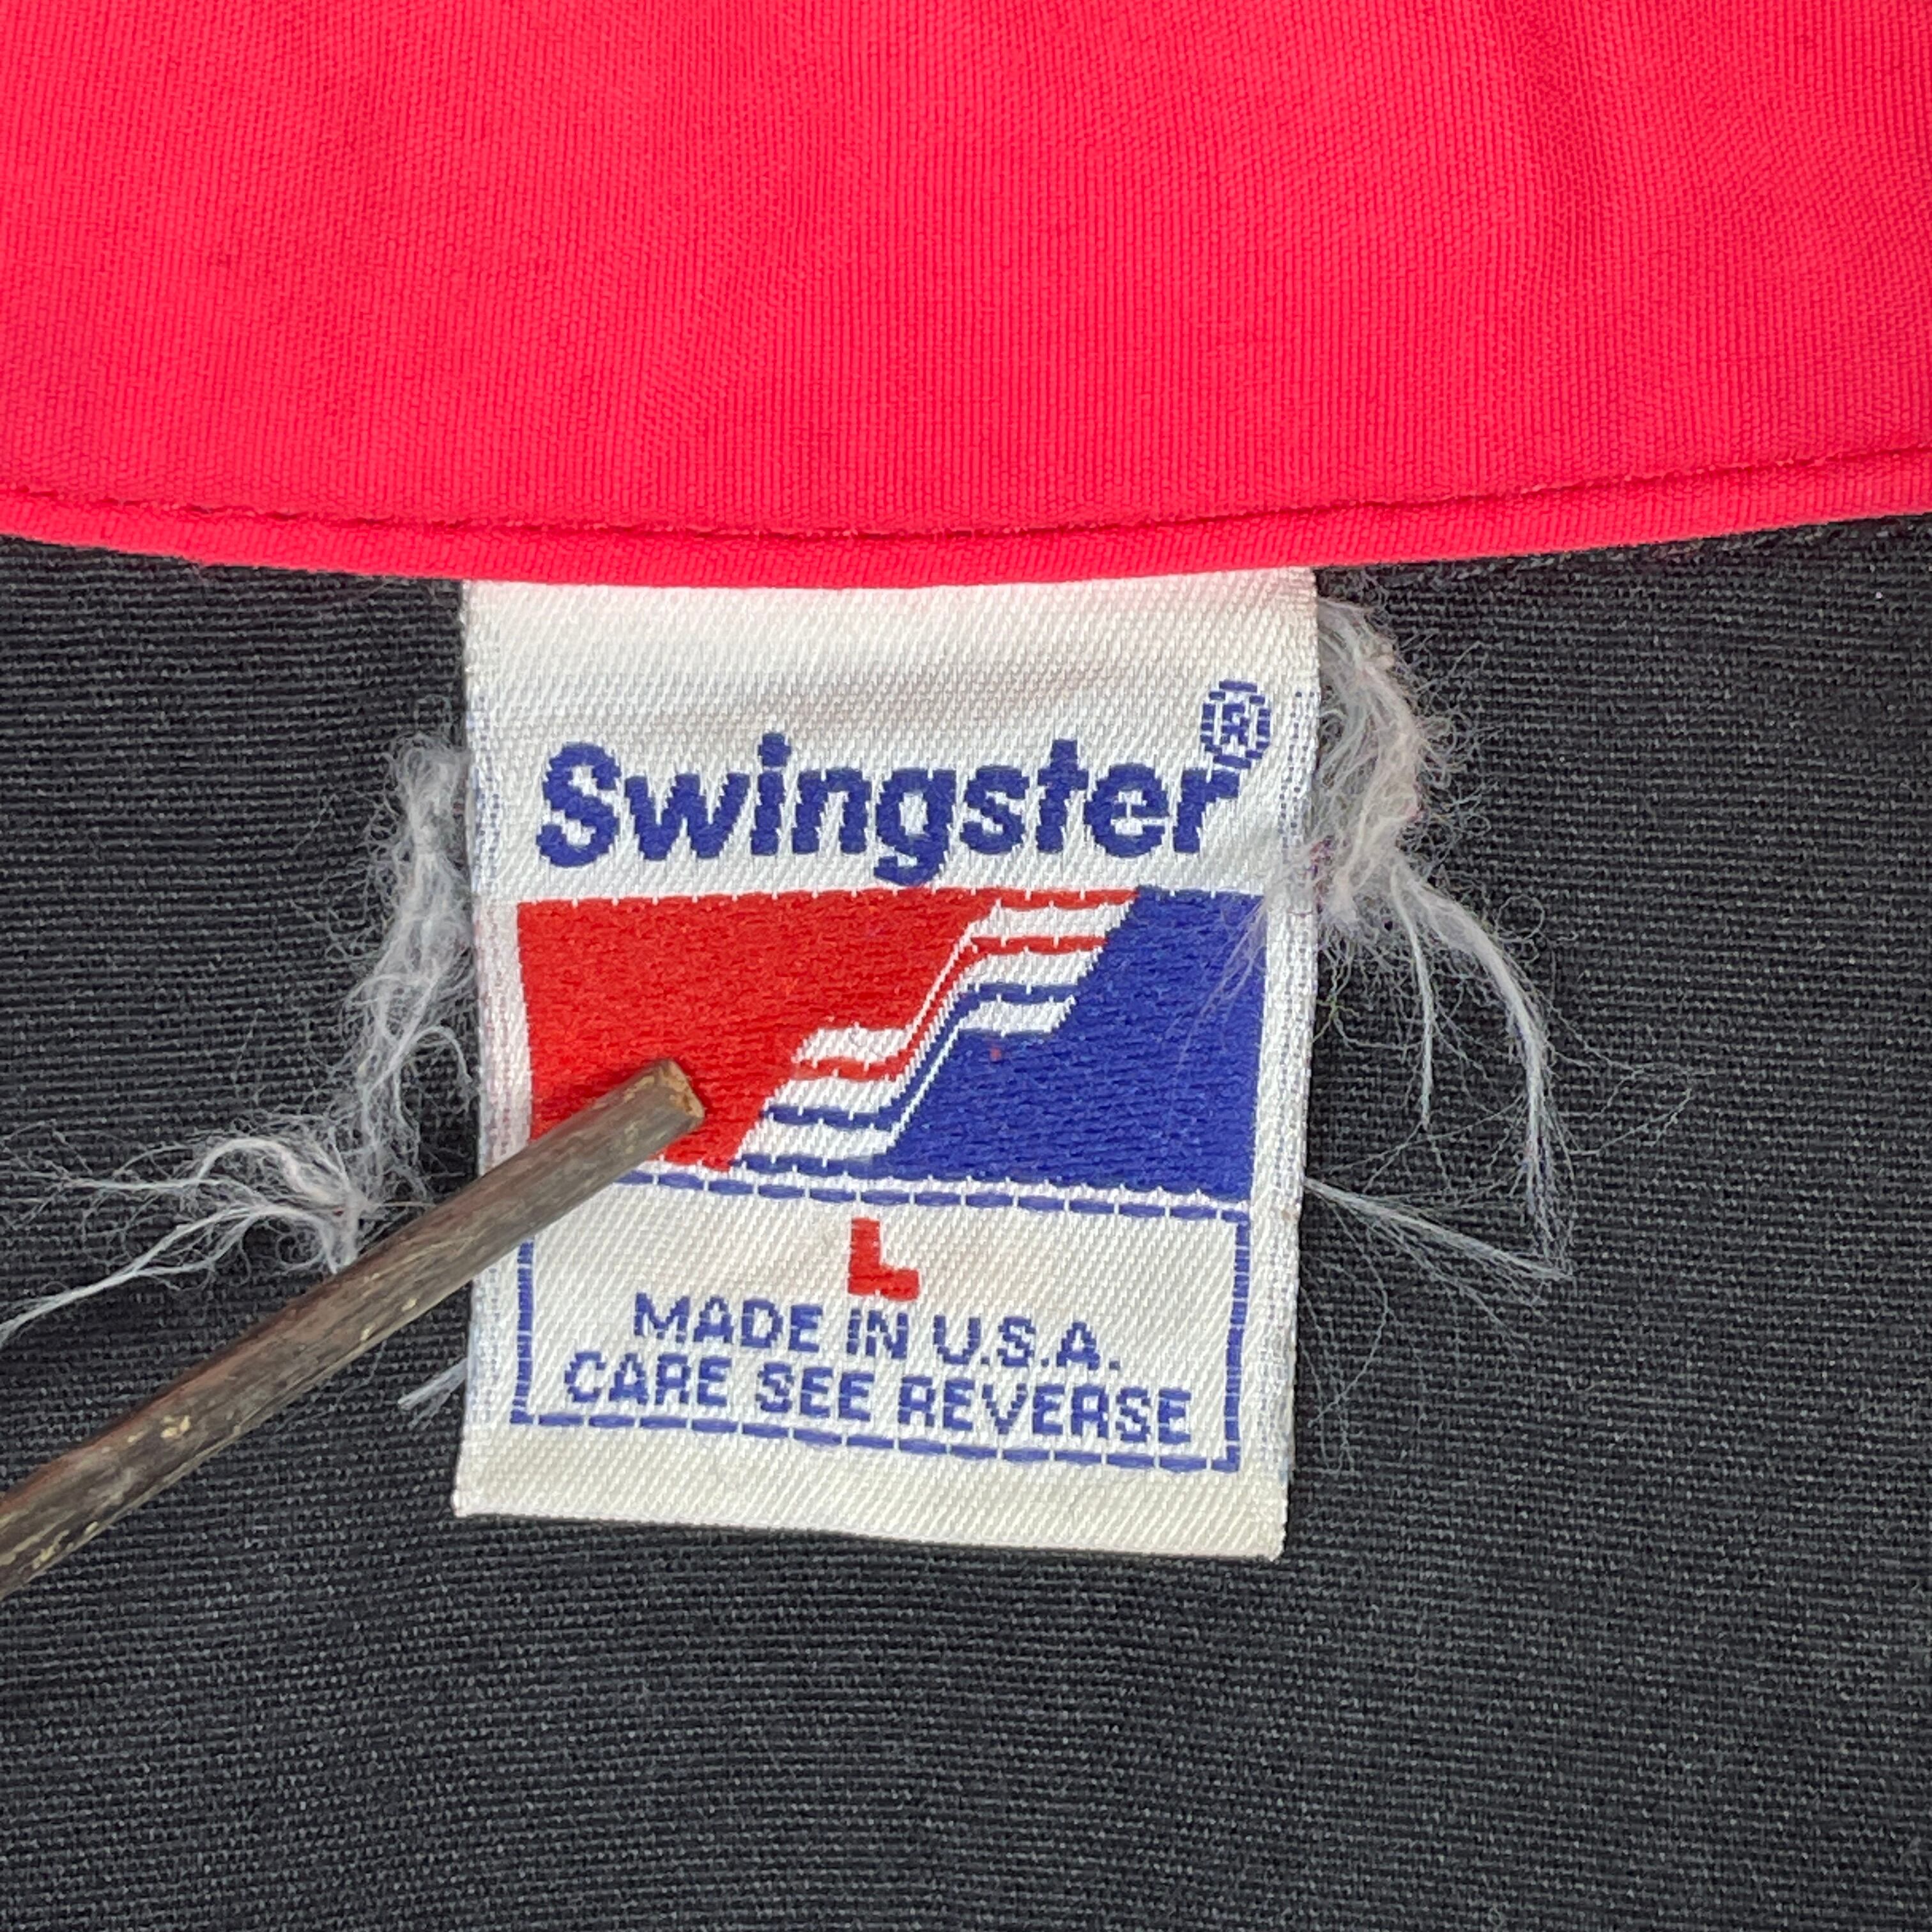 Swingster®
L
MADE IN U.S.A.
CARE SEE REVERSE